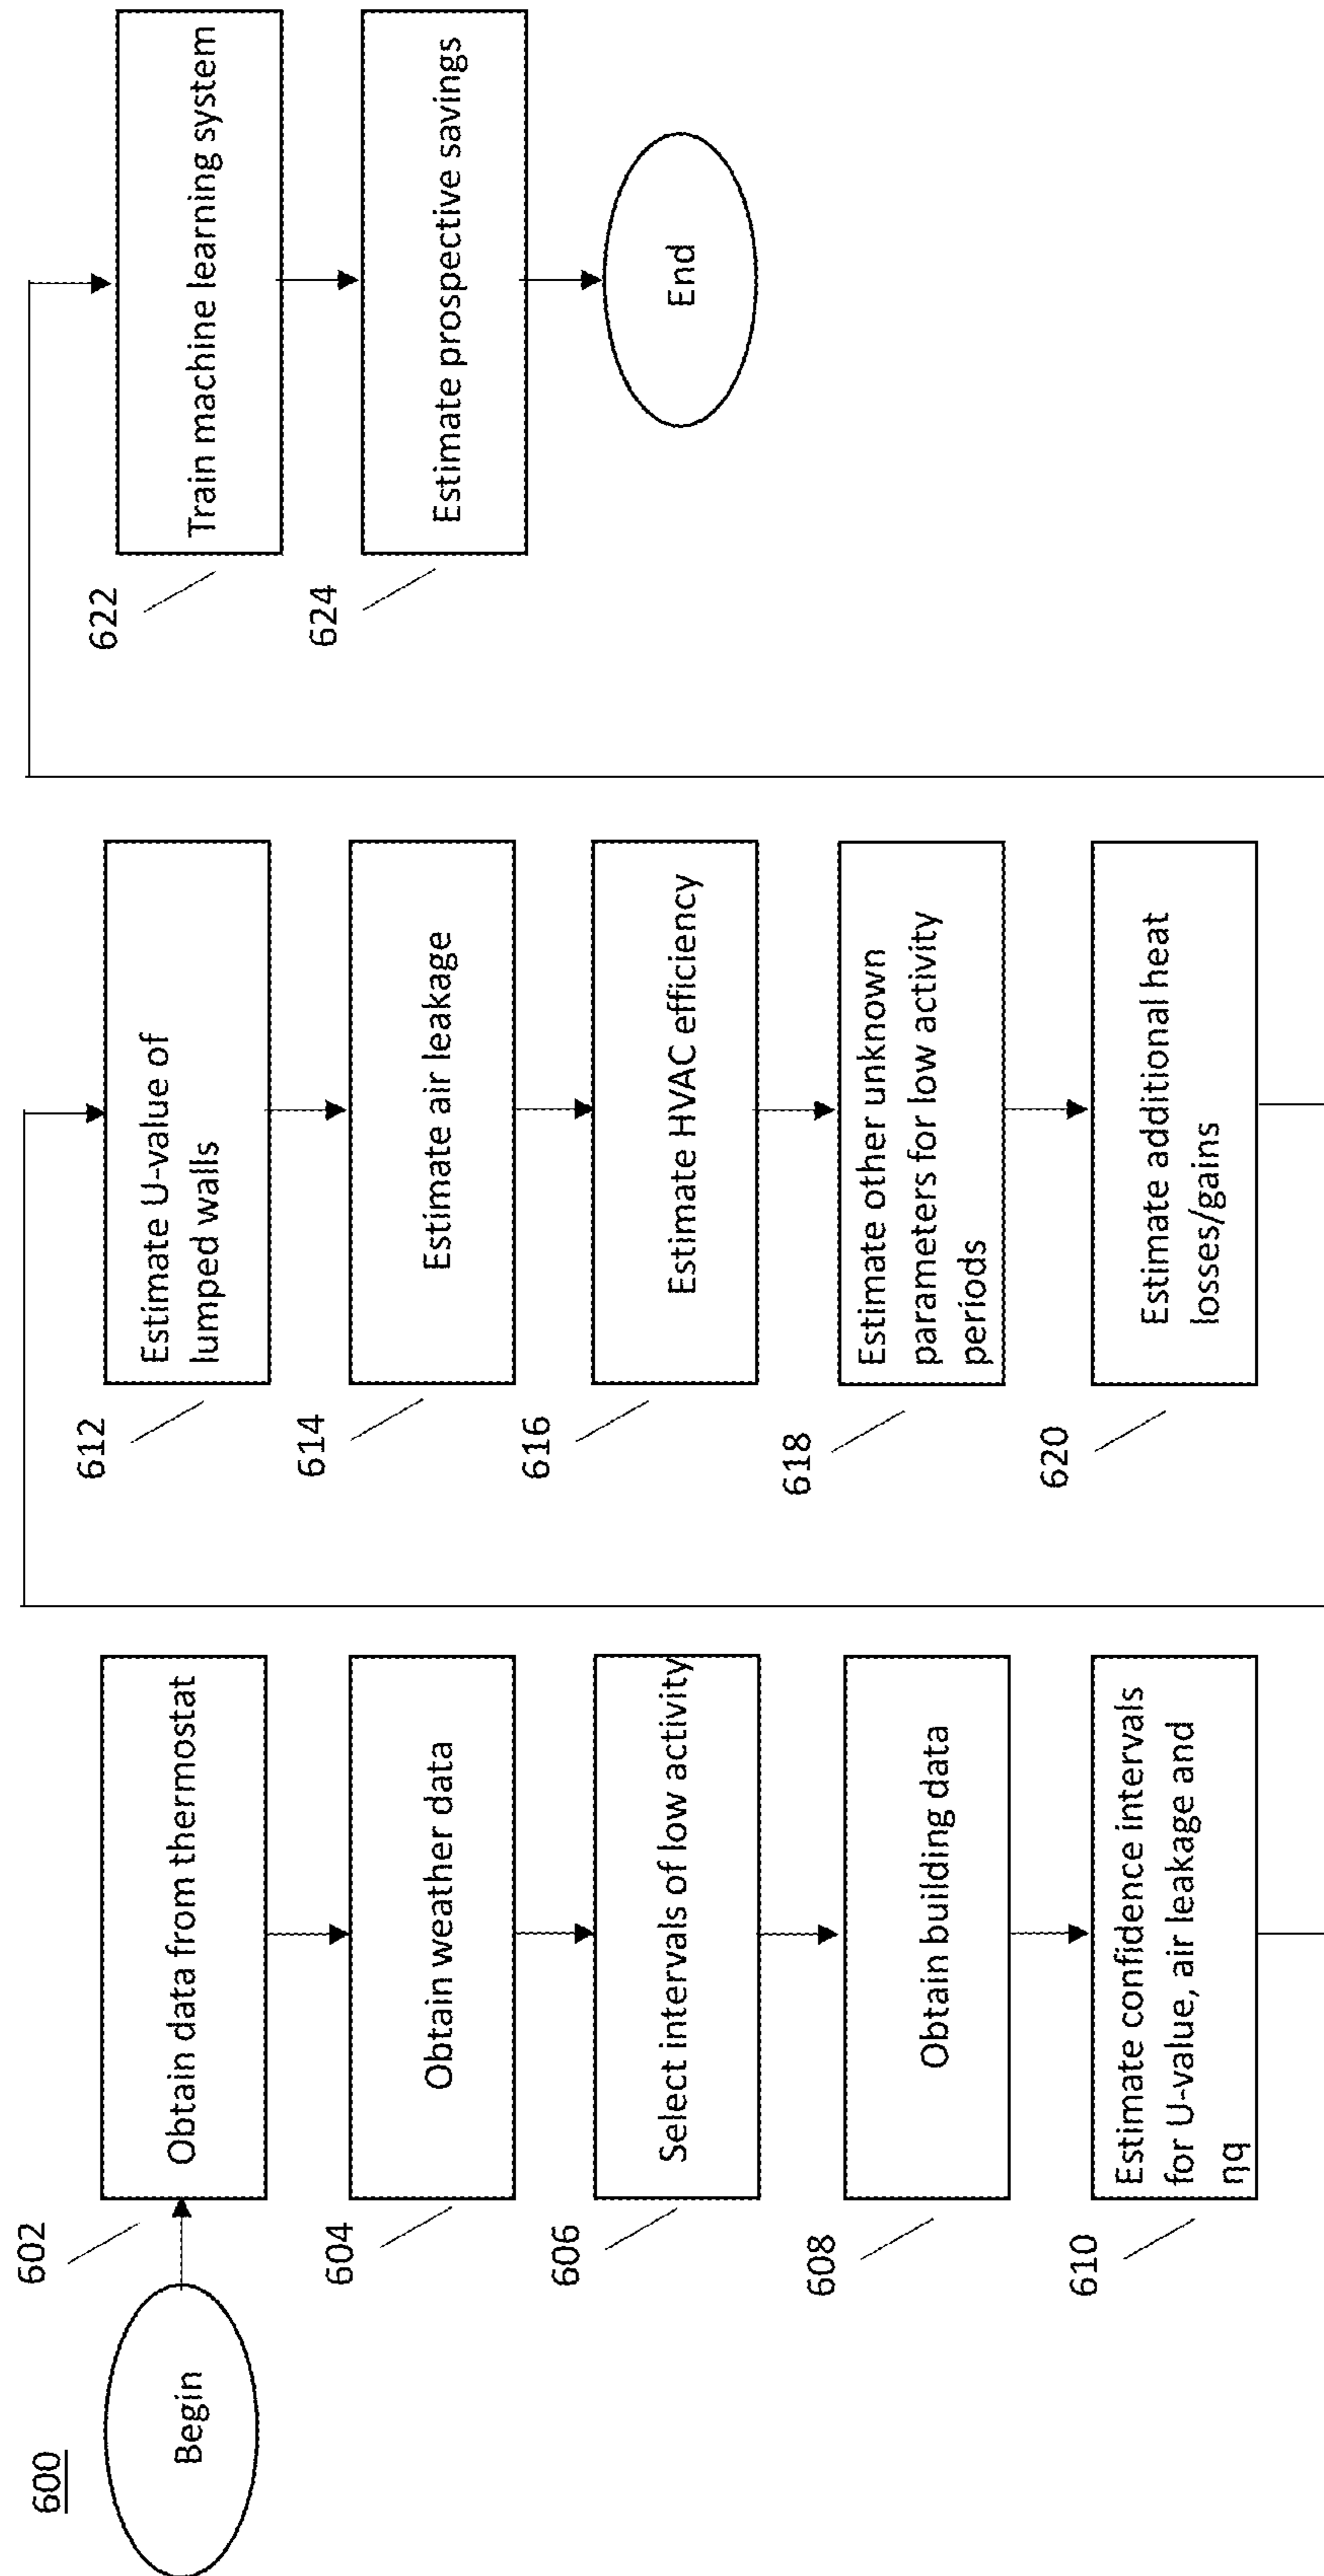 600
Begin
602
Obtain data from thermostat
604
Obtain weather data
606
Select intervals of low activity
608
Obtain building data
610
Estimate confidence intervals
for U-value, air leakage and
ηq
612
Estimate U-value of
lumped walls
614
Estimate air leakage
616
Estimate HVAC efficiency
618
Estimate other unknown
parameters for low activity
periods
620
Estimate additional heat
losses/gains
622
Train machine learning system
624
Estimate prospective savings
End